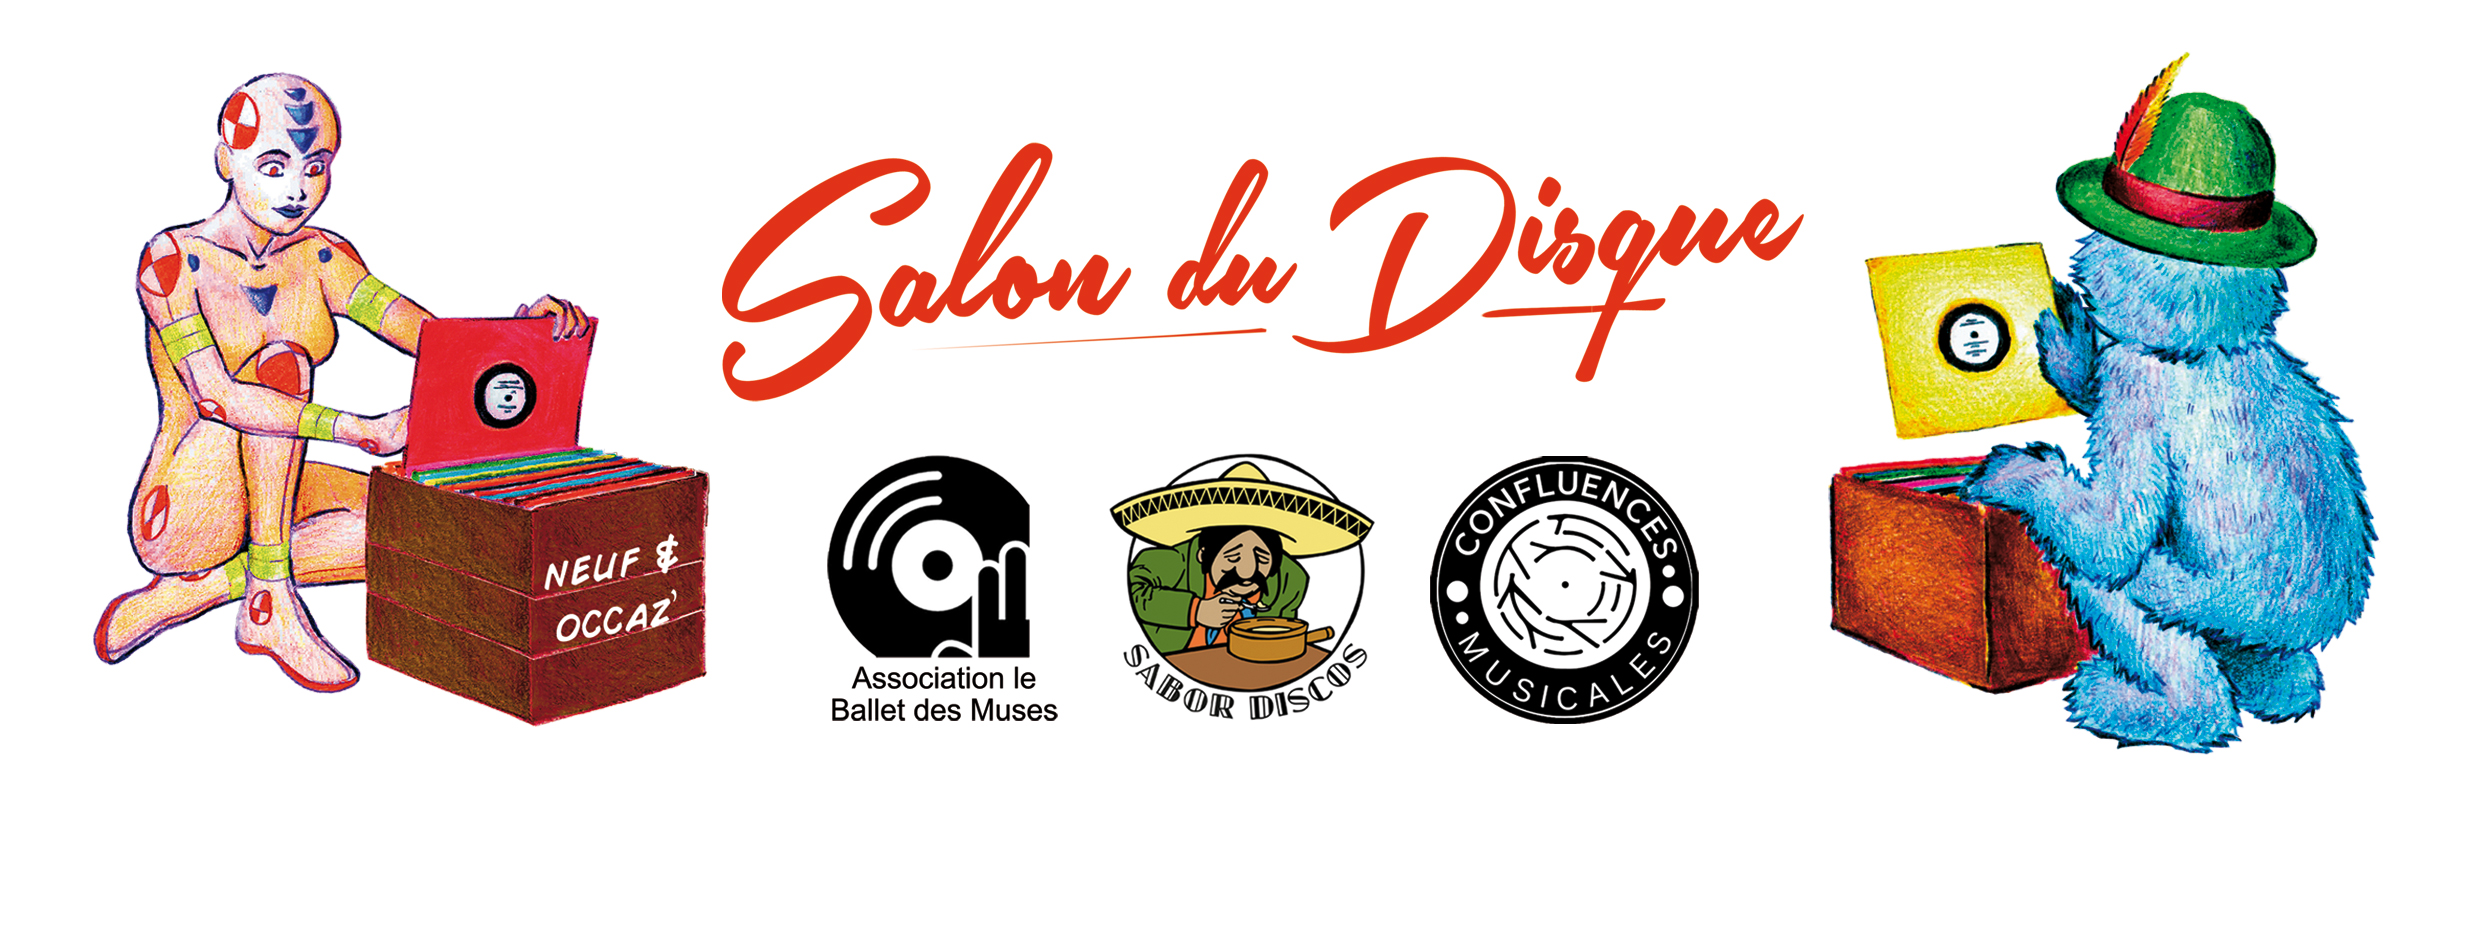 Salon du Disque
NEUF &
OCCAZ'
Association le
Ballet des Muses
SABOR DISCOS
CONFLUENCES
MUSICALES